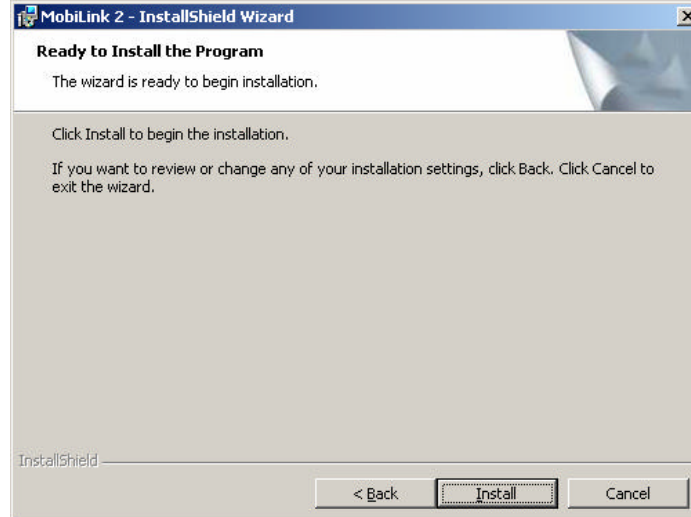 MobiLink 2 - InstallShield Wizard
Ready to Install the Program
The wizard is ready to begin installation.
Click Install to begin the installation.
If you want to review or change any of your installation settings, click Back. Click Cancel to
exit the wizard.
InstallShield
< Back
Install
Cancel